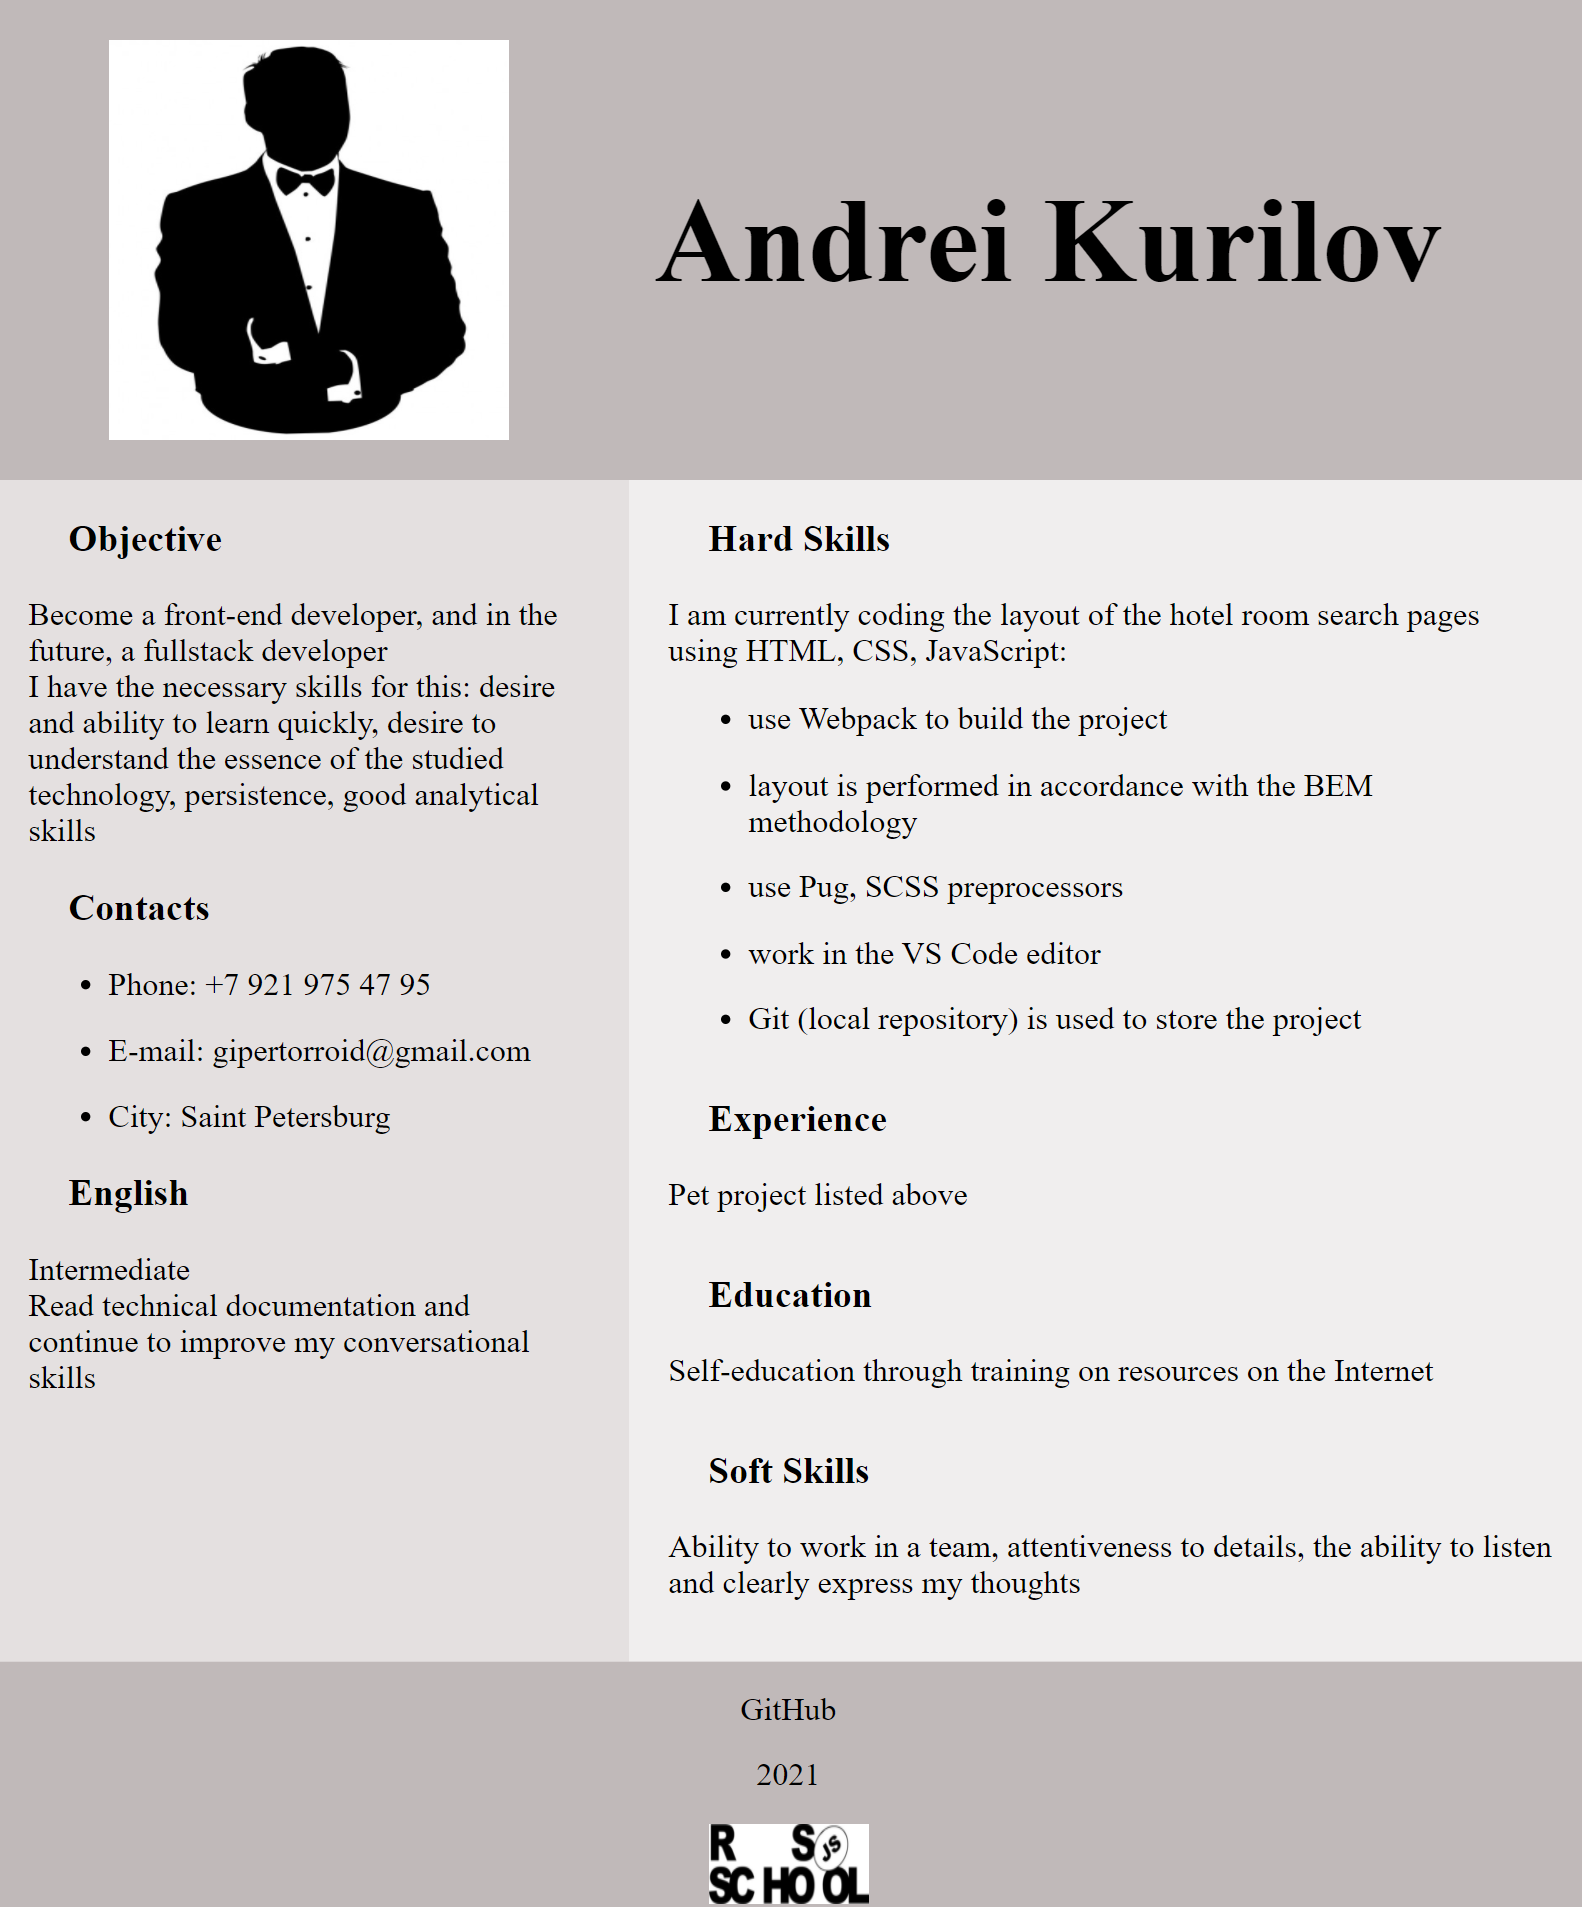 Andrei Kurilov
Objective
Become a front-end developer, and in the
future, a fullstack developer
I have the necessary skills for this: desire
and ability to learn quickly, desire to
understand the essence of the studied
technology, persistence, good analytical
skills
Contacts
• Phone: +7 921 975 47 95
• E-mail: gipertorroid@gmail.com
• City: Saint Petersburg
English
Intermediate
Read technical documentation and
continue to improve my conversational
skills
Hard Skills
I am currently coding the layout of the hotel room search pages
using HTML, CSS, JavaScript:
• use Webpack to build the project
• layout is performed in accordance with the BEM
methodology
• use Pug, SCSS preprocessors
• work in the VS Code editor
• Git (local repository) is used to store the project
Experience
Pet project listed above
Education
Self-education through training on resources on the Internet
Soft Skills
Ability to work in a team, attentiveness to details, the ability to listen
and clearly express my thoughts
GitHub
2021
R S JS
SCHOOL